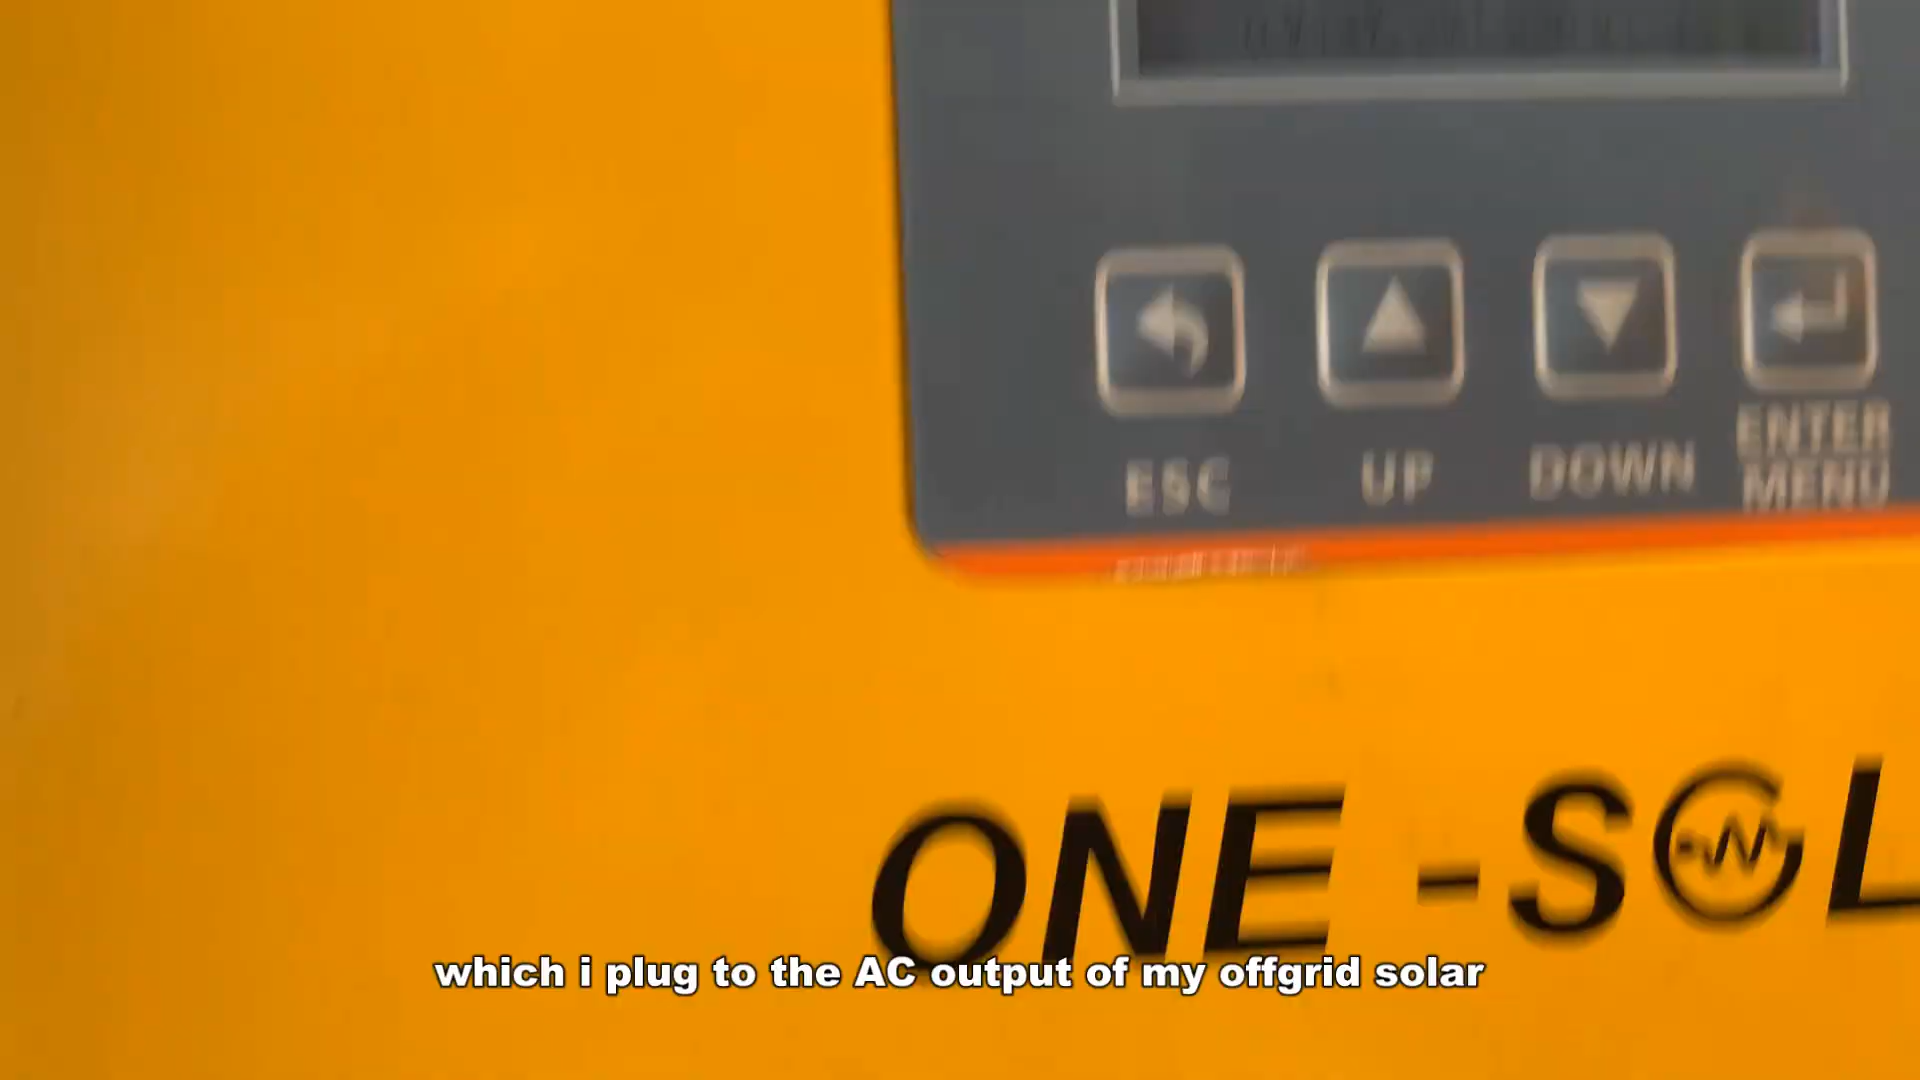 ESC UP DOWN ENTER
MENU
ONE-SOL
which i plug to the AC output of my offgrid solar